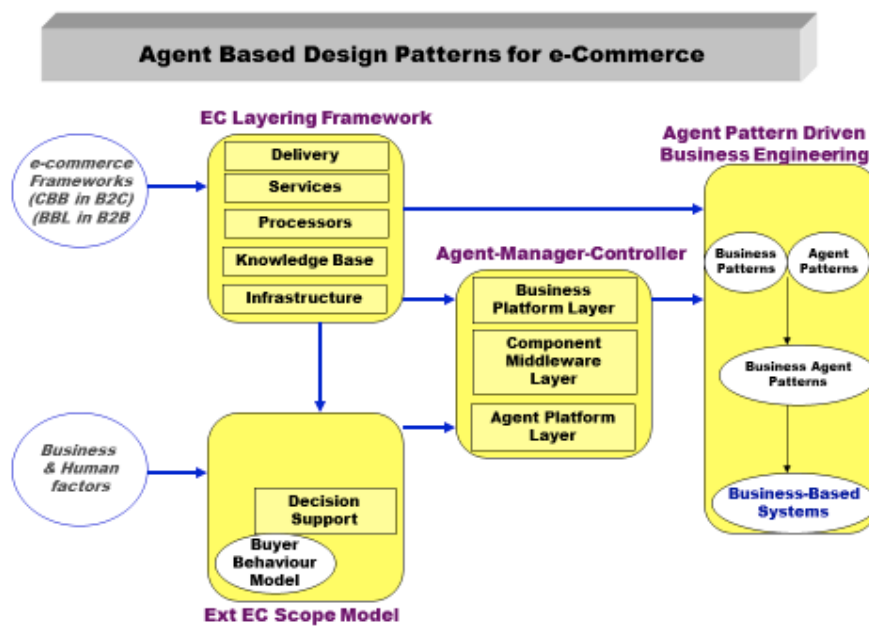 Agent Based Design Patterns for e-Commerce
EC Layering Framework
Delivery
Services
Processors
Knowledge Base
Infrastructure
e-commerce
Frameworks
(CBB in B2C)
(BBL in B2B
Agent-Manager-Controller
Business
Platform Layer
Component
Middleware
Layer
Agent Platform
Layer
Agent Pattern Driven
Business Engineering
Business
Patterns
Agent
Patterns
Business Agent
Patterns
Business-Based
Systems
Business
& Human
factors
Decision
Support
Buyer
Behaviour
Model
Ext EC Scope Model